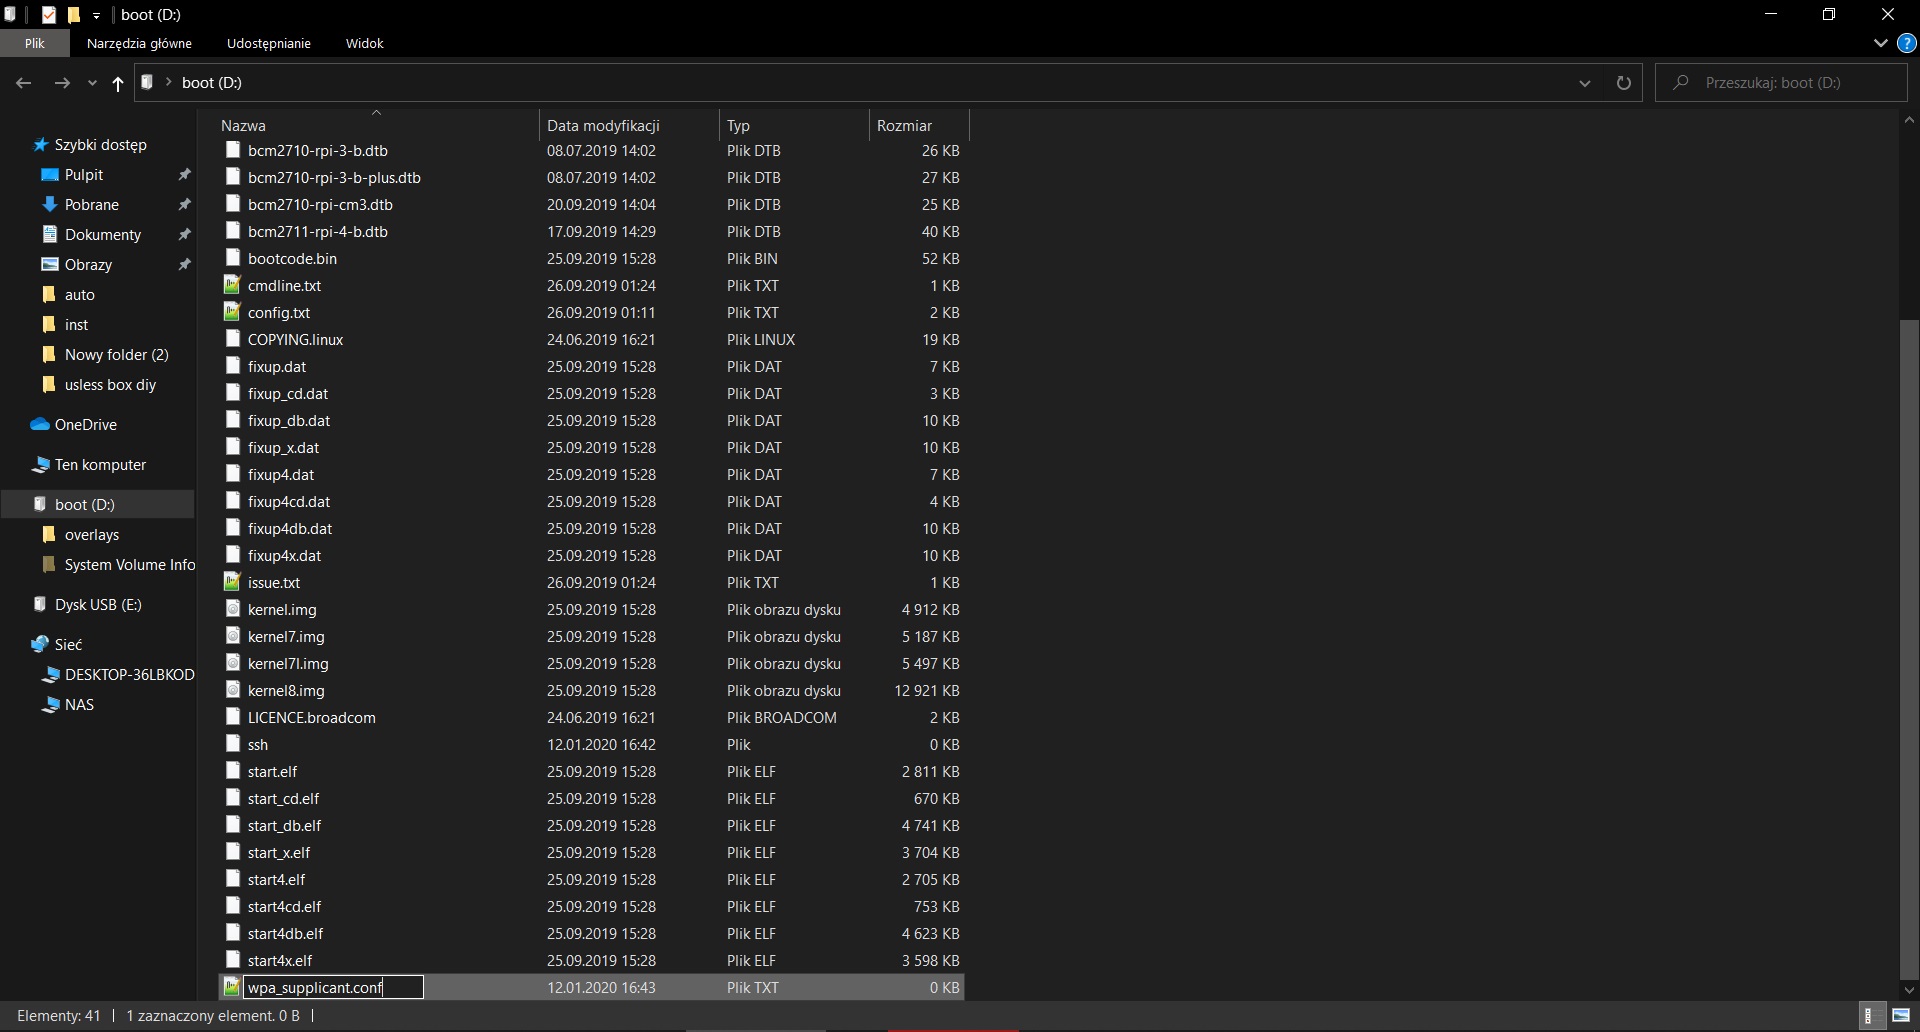 boot (D:)
Plik Narzędzia główne Udostępnianie Widok
boot (D:) Przeszukaj: boot (D:)
Szybki dostęp
Pulpit
Pobrane
Dokumenty
Obrazy
auto
inst
Nowy folder (2)
usless box diy
OneDrive
Ten komputer
boot (D:)
overlays
System Volume Info
Dysk USB (E:)
Sieć
DESKTOP-36LBKOD
NAS
Nazwa Data modyfikacji Typ Rozmiar
bcm2710-rpi-3-b.dtb 08.07.2019 14:02 Plik DTB 26 KB
bcm2710-rpi-3-b-plus.dtb 08.07.2019 14:02 Plik DTB 27 KB
bcm2710-rpi-cm3.dtb 20.09.2019 14:04 Plik DTB 25 KB
bcm2711-rpi-4-b.dtb 17.09.2019 14:29 Plik DTB 40 KB
bootcode.bin 25.09.2019 15:28 Plik BIN 52 KB
cmdline.txt 26.09.2019 01:24 Plik TXT 1 KB
config.txt 26.09.2019 01:11 Plik TXT 2 KB
COPYING.linux 24.06.2019 16:21 Plik LINUX 19 KB
fixup.dat 25.09.2019 15:28 Plik DAT 7 KB
fixup_cd.dat 25.09.2019 15:28 Plik DAT 3 KB
fixup_db.dat 25.09.2019 15:28 Plik DAT 10 KB
fixup_x.dat 25.09.2019 15:28 Plik DAT 10 KB
fixup4.dat 25.09.2019 15:28 Plik DAT 7 KB
fixup4cd.dat 25.09.2019 15:28 Plik DAT 4 KB
fixup4db.dat 25.09.2019 15:28 Plik DAT 10 KB
fixup4x.dat 25.09.2019 15:28 Plik DAT 10 KB
issue.txt 26.09.2019 01:24 Plik TXT 1 KB
kernel.img 25.09.2019 15:28 Plik obrazu dysku 4 912 KB
kernel7.img 25.09.2019 15:28 Plik obrazu dysku 5 187 KB
kernel7l.img 25.09.2019 15:28 Plik obrazu dysku 5 497 KB
kernel8.img 25.09.2019 15:28 Plik obrazu dysku 12 921 KB
LICENCE.broadcom 24.06.2019 16:21 Plik BROADCOM 2 KB
ssh 12.01.2020 16:42 Plik 0 KB
start.elf 25.09.2019 15:28 Plik ELF 2 811 KB
start_cd.elf 25.09.2019 15:28 Plik ELF 670 KB
start_db.elf 25.09.2019 15:28 Plik ELF 4 741 KB
start_x.elf 25.09.2019 15:28 Plik ELF 3 704 KB
start4.elf 25.09.2019 15:28 Plik ELF 2 705 KB
start4cd.elf 25.09.2019 15:28 Plik ELF 753 KB
start4db.elf 25.09.2019 15:28 Plik ELF 4 623 KB
start4x.elf 25.09.2019 15:28 Plik ELF 3 598 KB
wpa_supplicant.conf 12.01.2020 16:43 Plik TXT 0 KB
Elementy: 41 1 zaznaczony element. 0 B